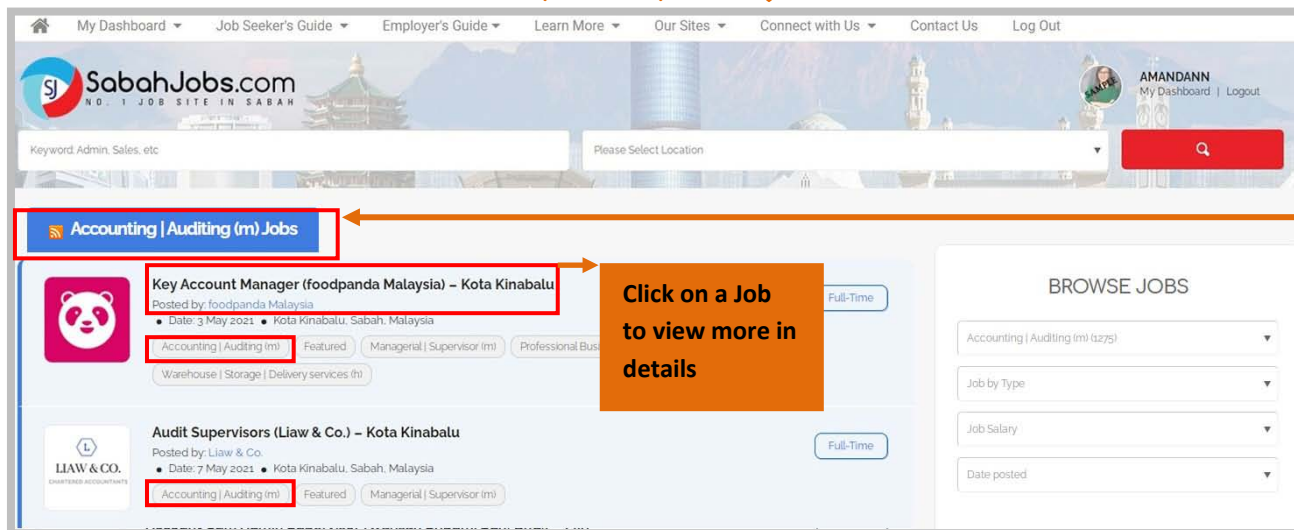 My Dashboard Job Seeker's Guide Employer's Guide Learn More Our Sites Connect with Us Contact Us Log Out
SJ SabahJobs.com
NO. 1 JOB SITE IN SABAH
SAMPLE
AMANDANN
My Dashboard | Logout
Keyword: Admin, Sales, etc Please Select Location
Accounting | Auditing (m) Jobs
Key Account Manager (foodpanda Malaysia) – Kota Kinabalu
Posted by: foodpanda Malaysia
Full-Time
• Date: 3 May 2021 • Kota Kinabalu, Sabah, Malaysia
Accounting | Auditing (m) Featured Managerial | Supervisor (m) Professional
Warehouse | Storage | Delivery services (h)
Click on a Job
to view more in
details
Audit Supervisors (Liaw & Co.) – Kota Kinabalu
Posted by: Liaw & Co.
Full-Time
• Date: 7 May 2021 • Kota Kinabalu, Sabah, Malaysia
Accounting | Auditing (m) Featured Managerial | Supervisor (m)
L
LIAW & CO.
CHARTERED ACCOUNTANTS
BROWSE JOBS
Accounting | Auditing (m) (1275)
Job by Type
Job Salary
Date posted